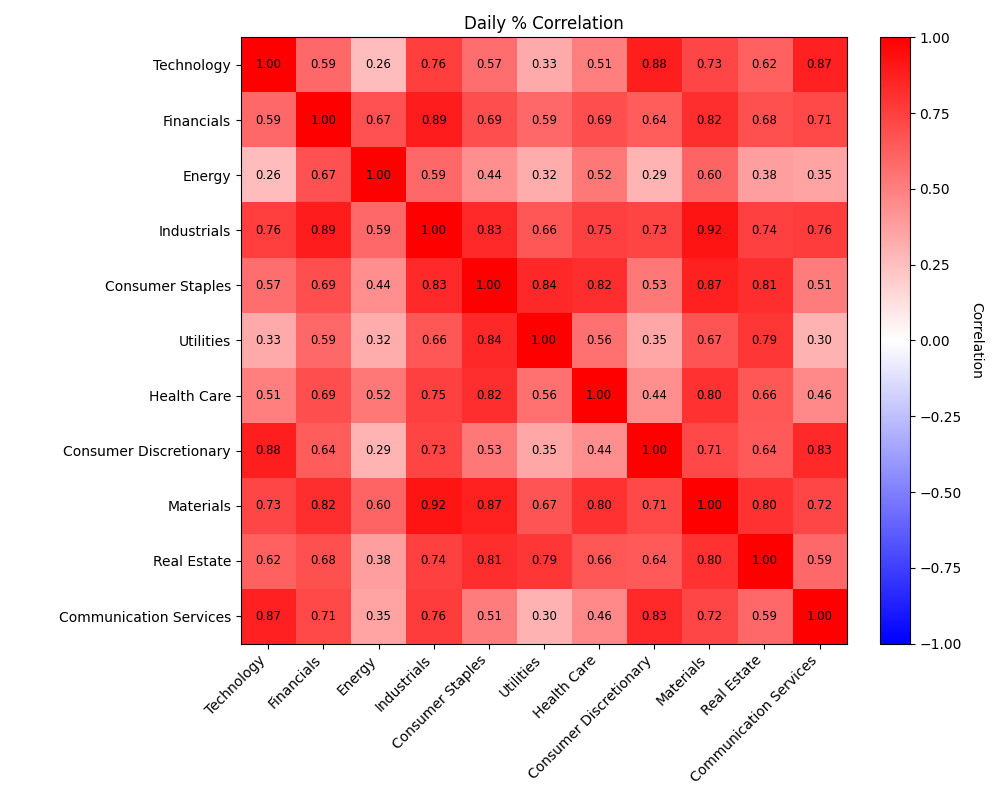 Daily % Correlation
Technology 1.00 0.59 0.26 0.76 0.57 0.33 0.51 0.88 0.73 0.62 0.87
Financials 0.59 1.00 0.67 0.89 0.69 0.59 0.69 0.64 0.82 0.68 0.71
Energy 0.26 0.67 1.00 0.59 0.44 0.32 0.52 0.29 0.60 0.38 0.35
Industrials 0.76 0.89 0.59 1.00 0.83 0.66 0.75 0.73 0.92 0.74 0.76
Consumer Staples 0.57 0.69 0.44 0.83 1.00 0.84 0.82 0.53 0.87 0.81 0.51
Utilities 0.33 0.59 0.32 0.66 0.84 1.00 0.56 0.35 0.67 0.79 0.30
Health Care 0.51 0.69 0.52 0.75 0.82 0.56 1.00 0.44 0.80 0.66 0.46
Consumer Discretionary 0.88 0.64 0.29 0.73 0.53 0.35 0.44 1.00 0.71 0.64 0.83
Materials 0.73 0.82 0.60 0.92 0.87 0.67 0.80 0.71 1.00 0.80 0.72
Real Estate 0.62 0.68 0.38 0.74 0.81 0.79 0.66 0.64 0.80 1.00 0.59
Communication Services 0.87 0.71 0.35 0.76 0.51 0.30 0.46 0.83 0.72 0.59 1.00
Technology
Financials
Energy
Industrials
Consumer Staples
Utilities
Health Care
Consumer Discretionary
Materials
Real Estate
Communication Services
1.00
0.75
0.50
0.25
0.00
−0.25
−0.50
−0.75
−1.00
Correlation